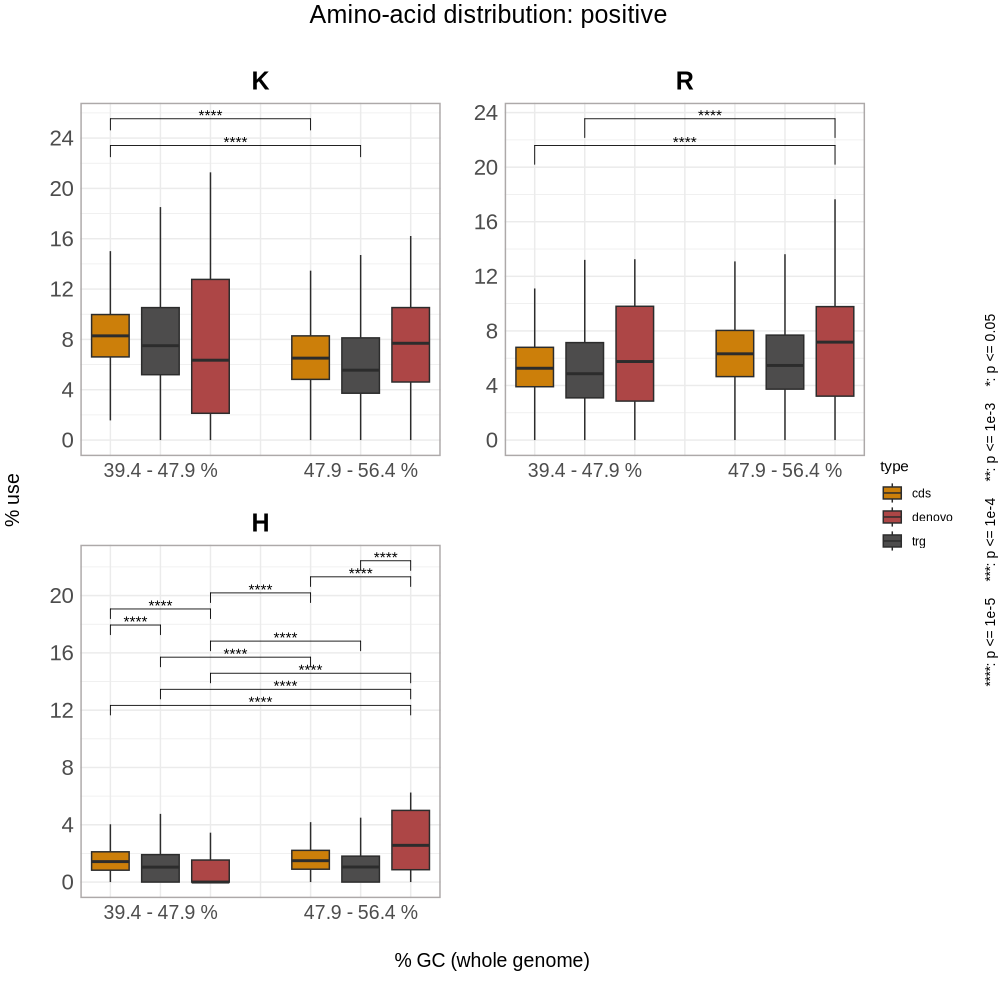 Amino-acid distribution: positive
K
****
****
24
20
16
12
8
4
0
39.4 - 47.9 %
47.9 - 56.4 %
R
****
****
24
20
16
12
8
4
0
39.4 - 47.9 %
47.9 - 56.4 %
H
****
****
****
****
****
****
****
****
****
****
20
16
12
8
4
0
39.4 - 47.9 %
47.9 - 56.4 %
% use
% GC (whole genome)
type
cds
denovo
trg
****: p <= 1e-5 ***: p <= 1e-4 **: p <= 1e-3 *: p <= 0.05